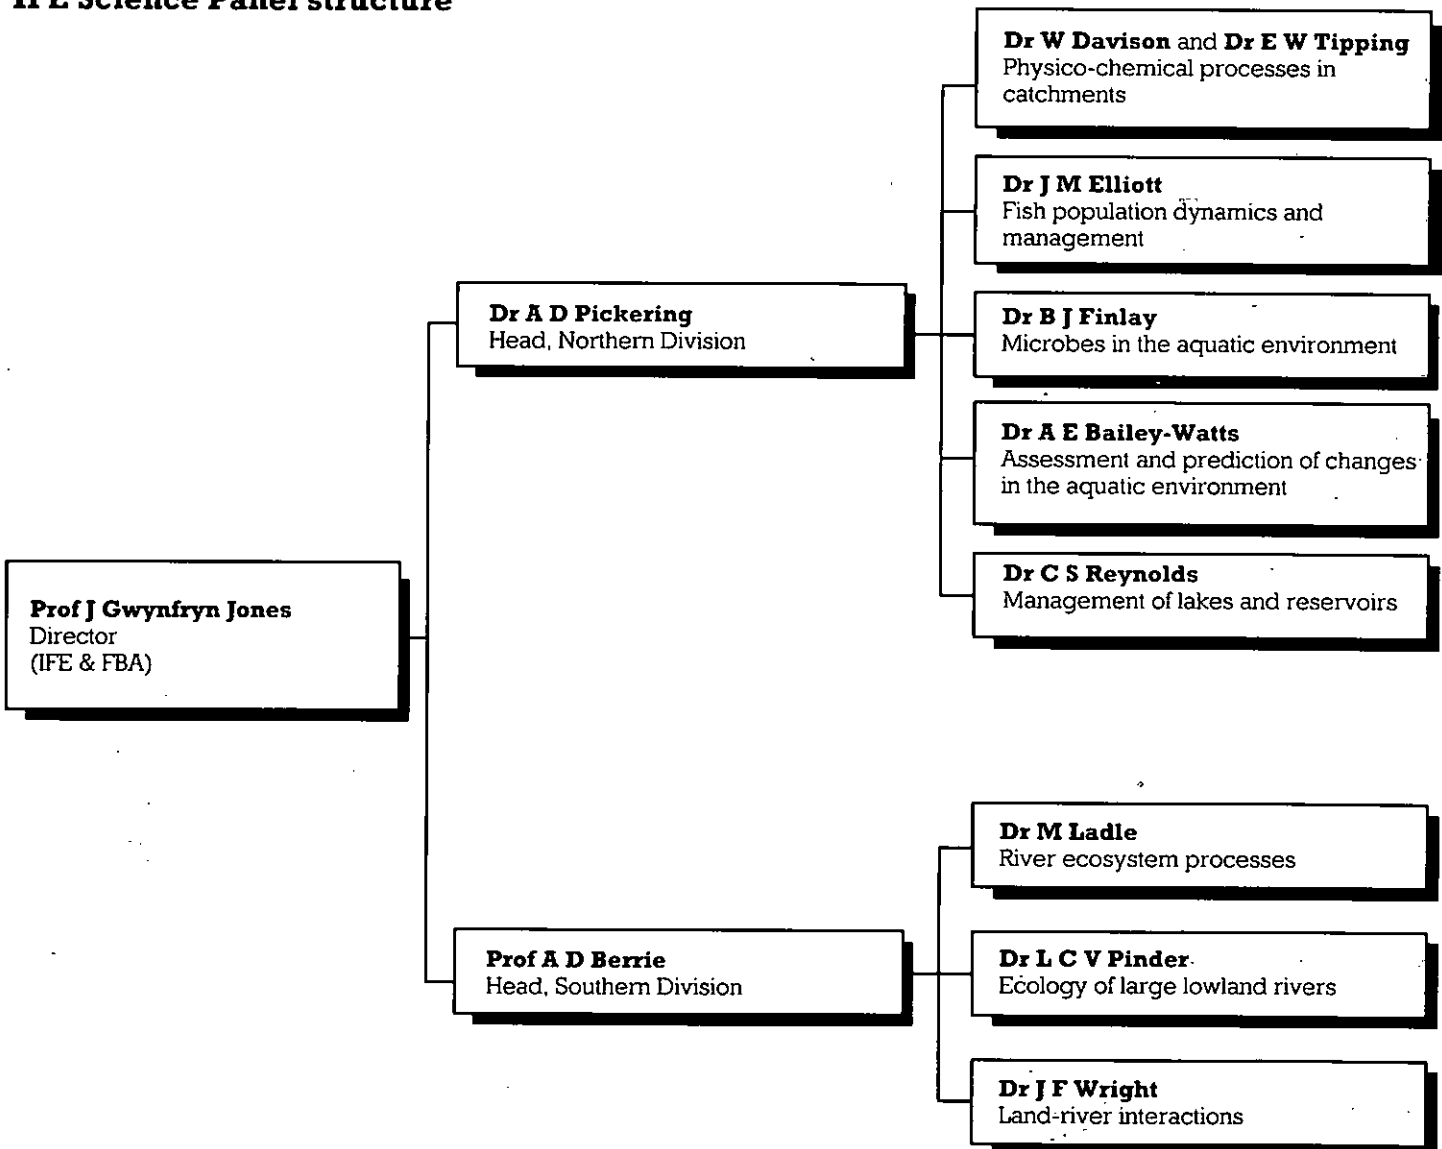 IFE Science Panel structure
Dr W Davison and Dr E W Tipping
Physico-chemical processes in
catchments
Dr J M Elliott
Fish population dynamics and
management
Dr A D Pickering
Head, Northern Division
Dr B J Finlay
Microbes in the aquatic environment
Dr A E Bailey-Watts
Assessment and prediction of changes
in the aquatic environment
Dr C S Reynolds
Management of lakes and reservoirs
Prof J Gwynfryn Jones
Director
(IFE & FBA)
Dr M Ladle
River ecosystem processes
Prof A D Berrie
Head, Southern Division
Dr L C V Pinder
Ecology of large lowland rivers
Dr J F Wright
Land-river interactions